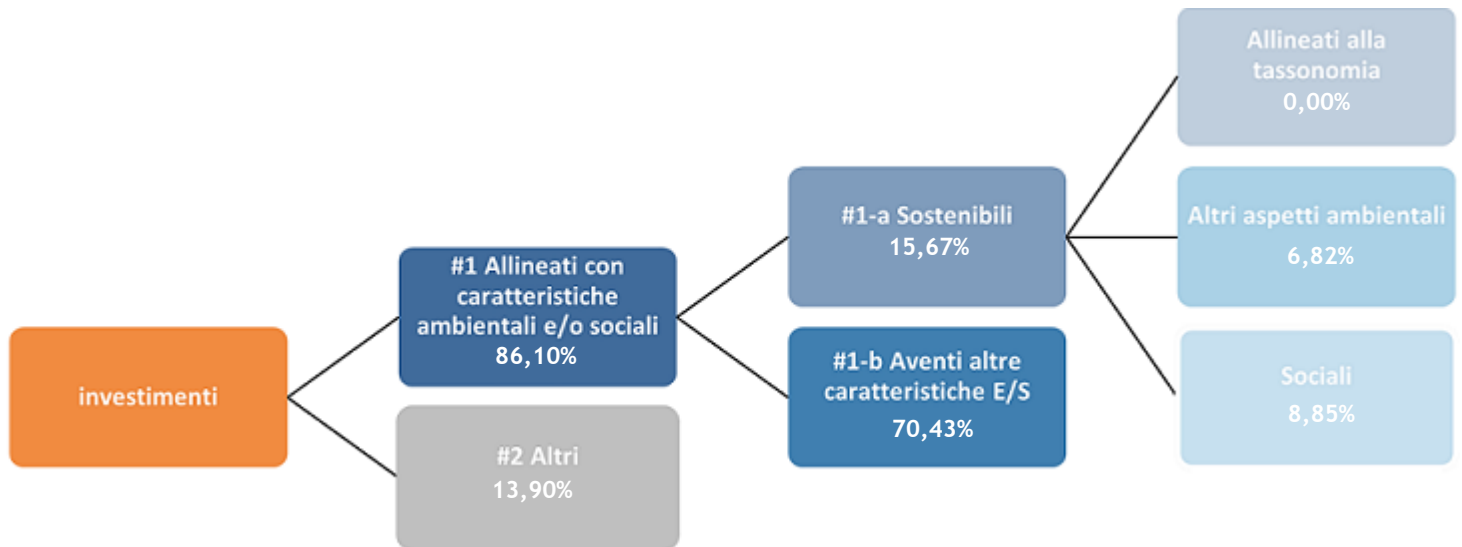 investimenti
#1 Allineati con
caratteristiche
ambientali e/o sociali
86,10%
#2 Altri
13,90%
#1-a Sostenibili
15,67%
#1-b Aventi altre
caratteristiche E/S
70,43%
Allineati alla
tassonomia
0,00%
Altri aspetti ambientali
6,82%
Sociali
8,85%